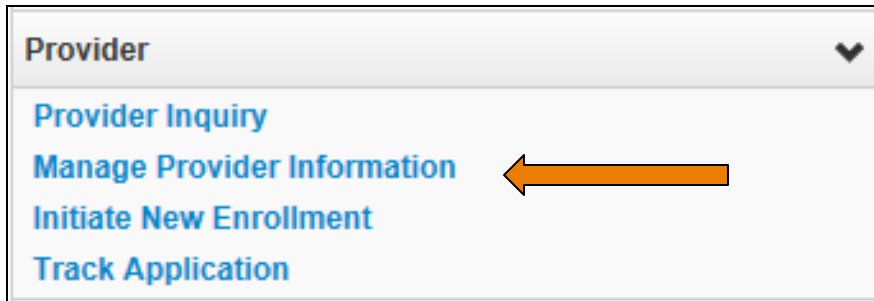 Provider
Provider Inquiry
Manage Provider Information
Initiate New Enrollment
Track Application